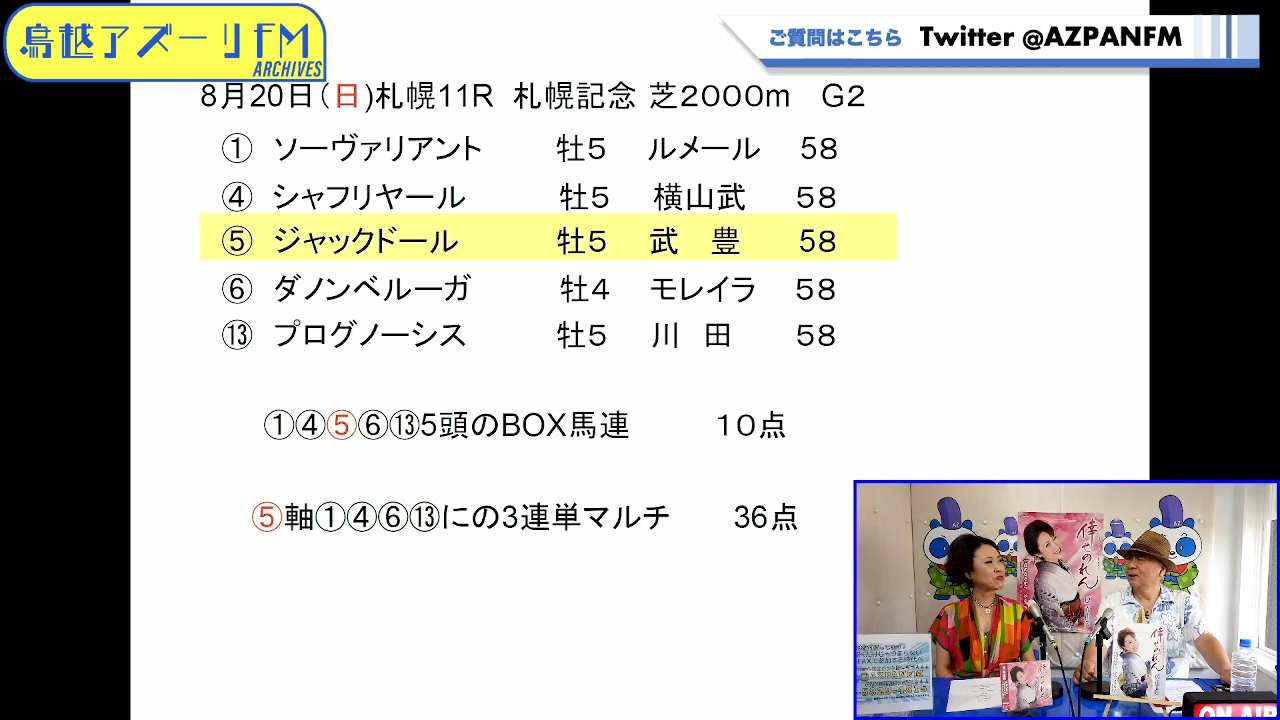 鳥越アズーリFM
ARCHIVES
ご質問はこちら Twitter @AZPANFM
8月20日(日)札幌11R 札幌記念 芝2000m G2
① ソーヴァリアント 牡5 ルメール 58
④ シャフリヤール 牡5 横山武 58
⑤ ジャックドール 牡5 武 豊 58
⑥ ダノンベルーガ 牡4 モレイラ 58
⑬ プログノーシス 牡5 川 田 58
①④⑤⑥⑬5頭のBOX馬連 10点
⑤軸①④⑥⑬にの3連単マルチ 36点
ON AIR